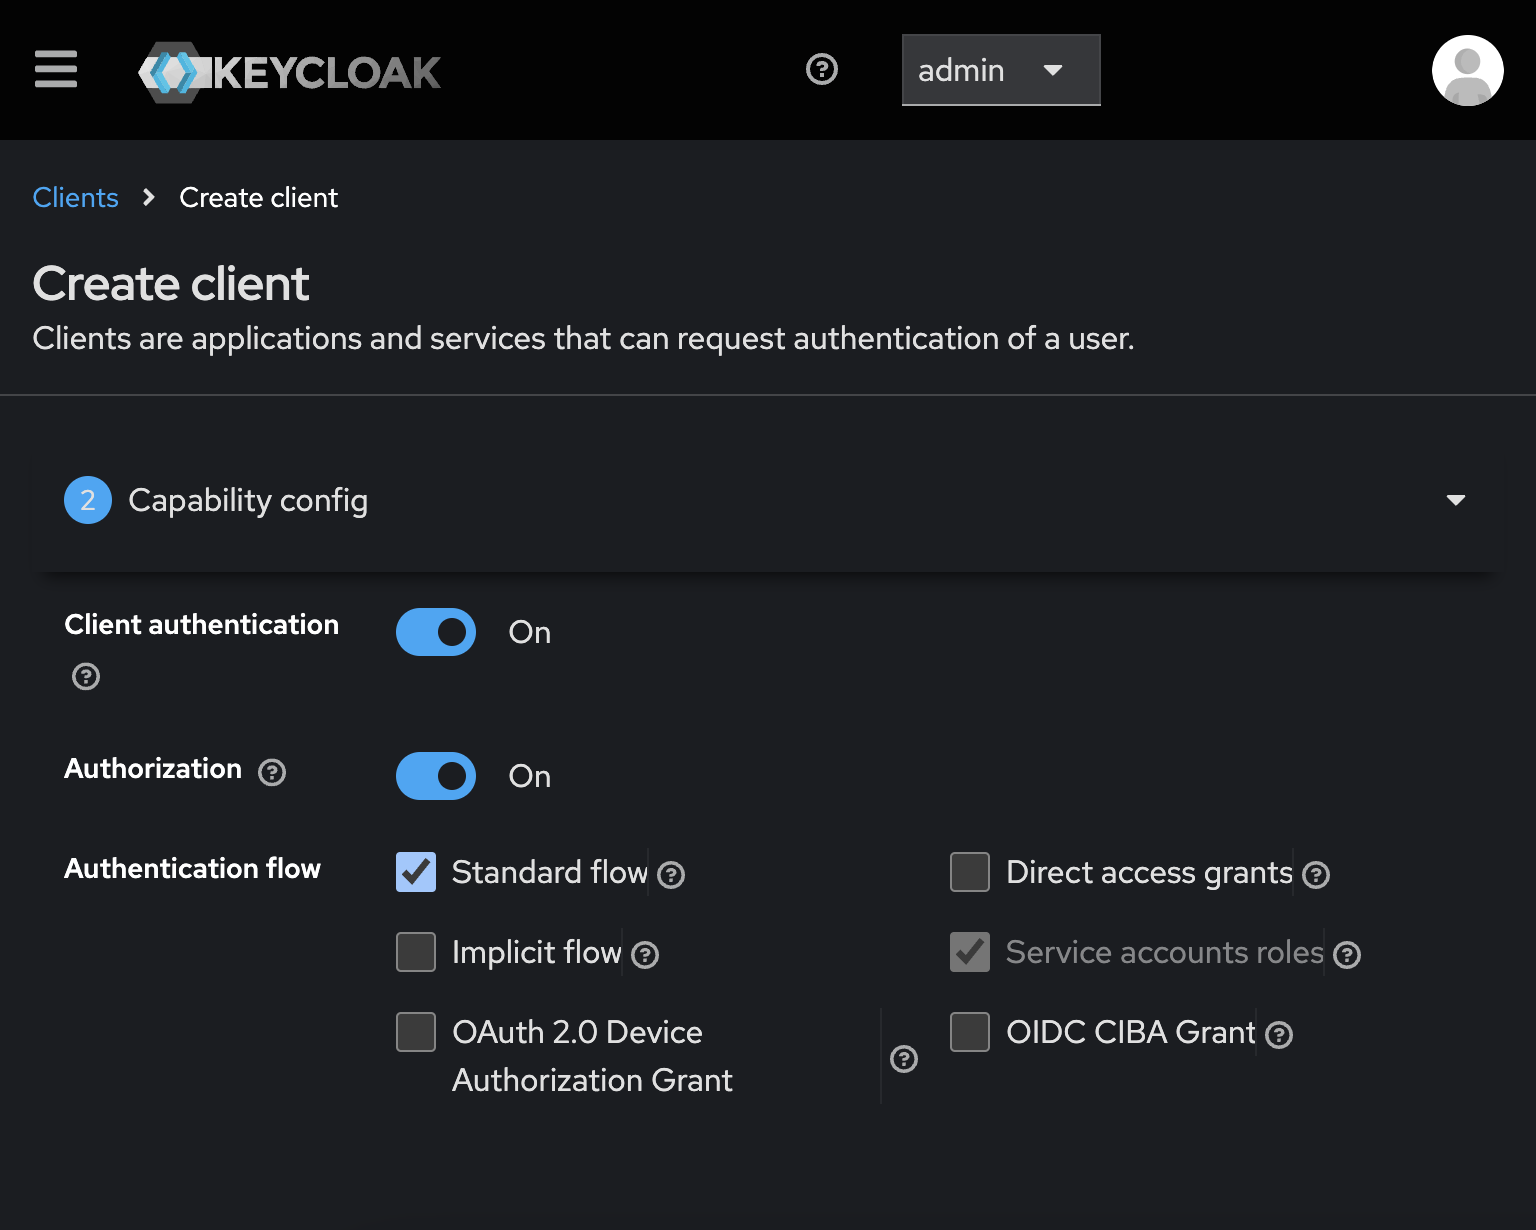 KEYCLOAK
admin
Clients
Create client
Create client
Clients are applications and services that can request authentication of a user.
2 Capability config
Client authentication
On
Authorization
On
Authentication flow
Standard flow
Direct access grants
Implicit flow
Service accounts roles
OAuth 2.0 Device
Authorization Grant
OIDC CIBA Grant